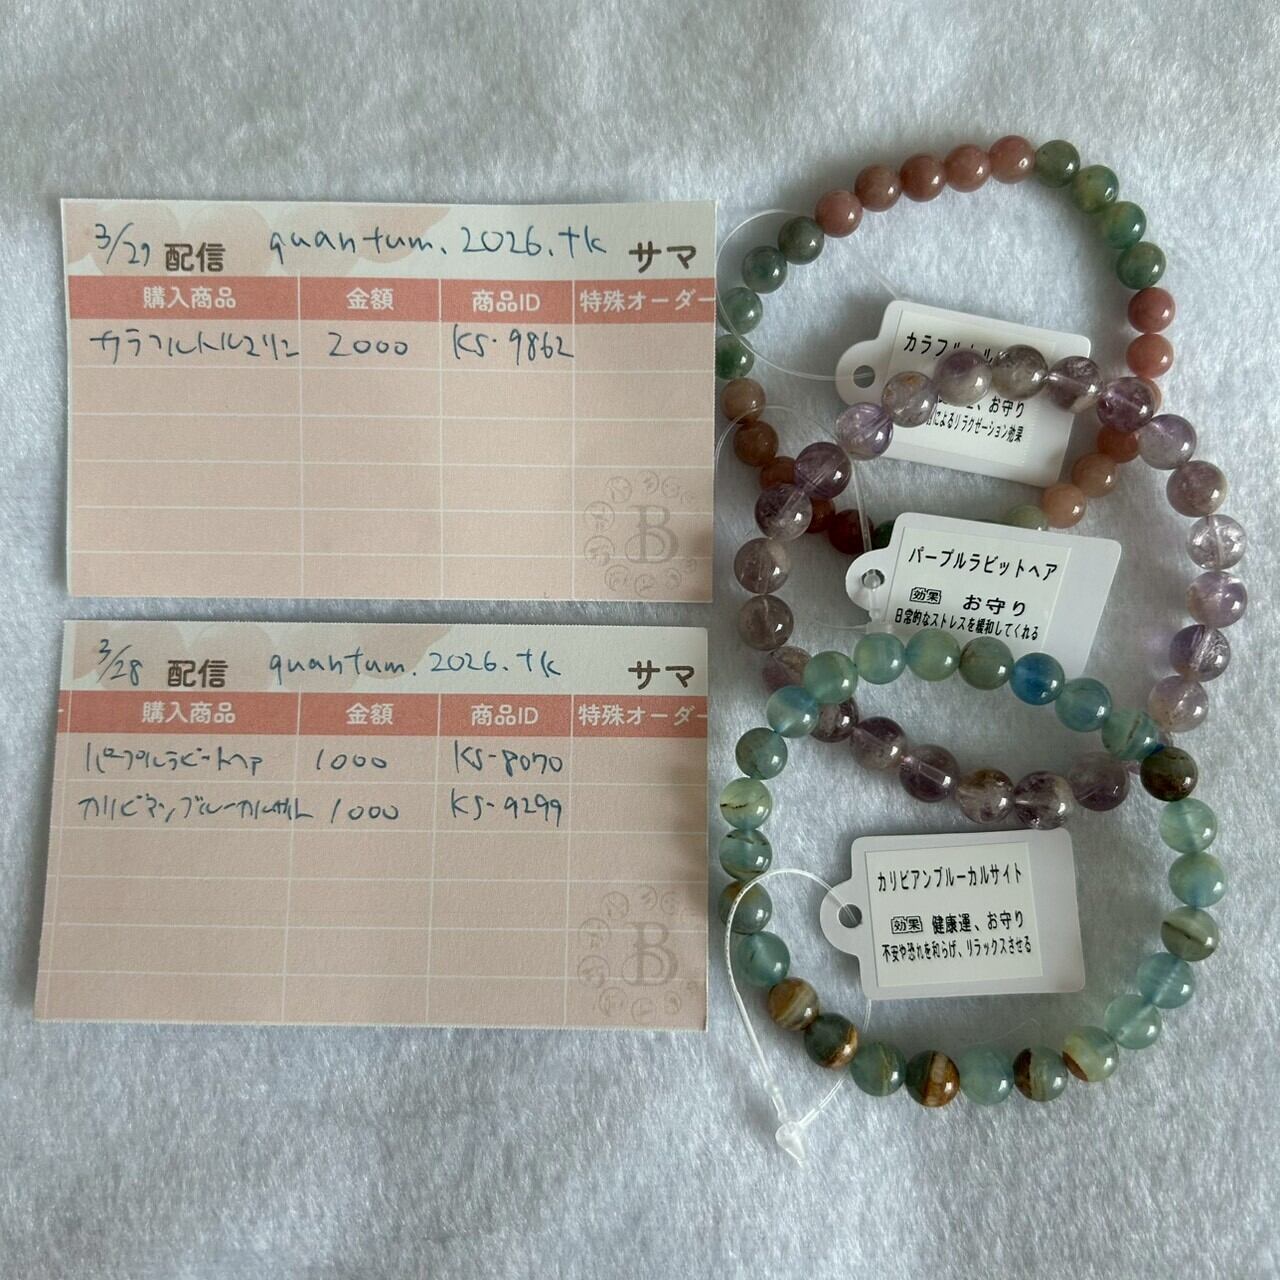 3/29 配信 quantum.2026.tk サマ
購入商品 金額 商品ID 特殊オーダー
カラフルトルマリン 2000 KS-9862
B
3/28 配信 quantum.2026.tk サマ
購入商品 金額 商品ID 特殊オーダー
パープルラビットヘア 1000 KS-8070
カリビアンブルーカルサイト 1000 KS-9299
B
カラフル
お守り
によるリラクゼーション効果
パープルラビットヘア
効果 お守り
日常的なストレスを緩和してくれる
カリビアンブルーカルサイト
効果 健康運、お守り
不安や恐れを和らげ、リラックスさせる